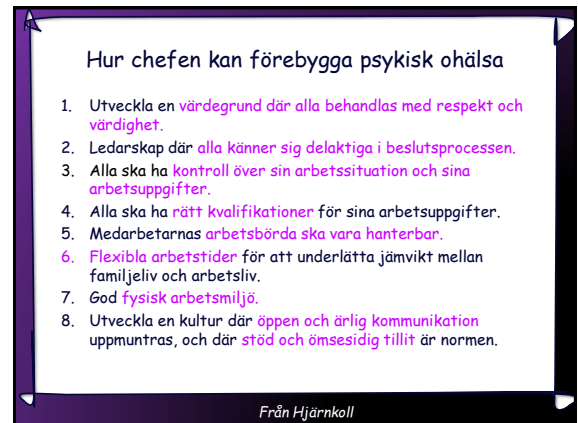 Hur chefen kan förebygga psykisk ohälsa
1. Utveckla en värdegrund där alla behandlas med respekt och
värdighet.
2. Ledarskap där alla känner sig delaktiga i beslutsprocessen.
3. Alla ska ha kontroll över sin arbetssituation och sina
arbetsuppgifter.
4. Alla ska ha rätt kvalifikationer för sina arbetsuppgifter.
5. Medarbetarnas arbetsbörda ska vara hanterbar.
6. Flexibla arbetstider för att underlätta jämvikt mellan
familjeliv och arbetsliv.
7. God fysisk arbetsmiljö.
8. Utveckla en kultur där öppen och ärlig kommunikation
uppmuntras, och där stöd och ömsesidig tillit är normen.
Från Hjärnkoll